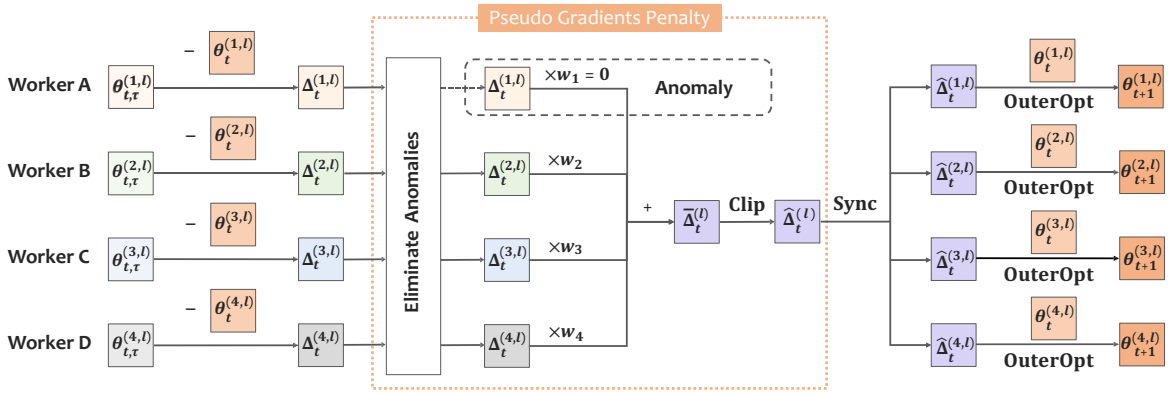 Pseudo Gradients Penalty
Worker A
θ_{t,τ}^{(1,l)}
− θ_t^{(1,l)}
Δ_t^{(1,l)}
Δ_t^{(1,l)}
×w₁ = 0
Anomaly
Δ̂_t^{(1,l)}
θ_t^{(1,l)}
OuterOpt
θ_{t+1}^{(1,l)}
Worker B
θ_{t,τ}^{(2,l)}
− θ_t^{(2,l)}
Δ_t^{(2,l)}
Δ_t^{(2,l)}
×w₂
Δ̂_t^{(2,l)}
θ_t^{(2,l)}
OuterOpt
θ_{t+1}^{(2,l)}
Eliminate Anomalies
+
Δ̄_t^{(l)}
Clip
Δ̂_t^{(l)}
Sync
Worker C
θ_{t,τ}^{(3,l)}
− θ_t^{(3,l)}
Δ_t^{(3,l)}
Δ_t^{(3,l)}
×w₃
Δ̂_t^{(3,l)}
θ_t^{(3,l)}
OuterOpt
θ_{t+1}^{(3,l)}
Worker D
θ_{t,τ}^{(4,l)}
− θ_t^{(4,l)}
Δ_t^{(4,l)}
Δ_t^{(4,l)}
×w₄
Δ̂_t^{(4,l)}
θ_t^{(4,l)}
OuterOpt
θ_{t+1}^{(4,l)}